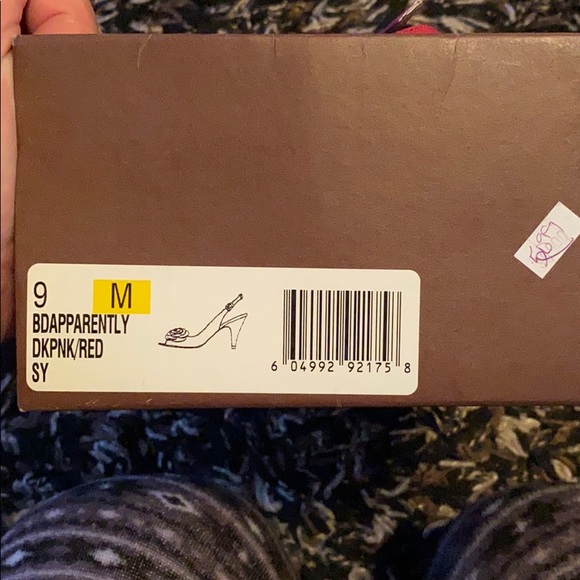 9 M
BDAPPARENTLY
DKPNK/RED
SY
6 04992 92175 8